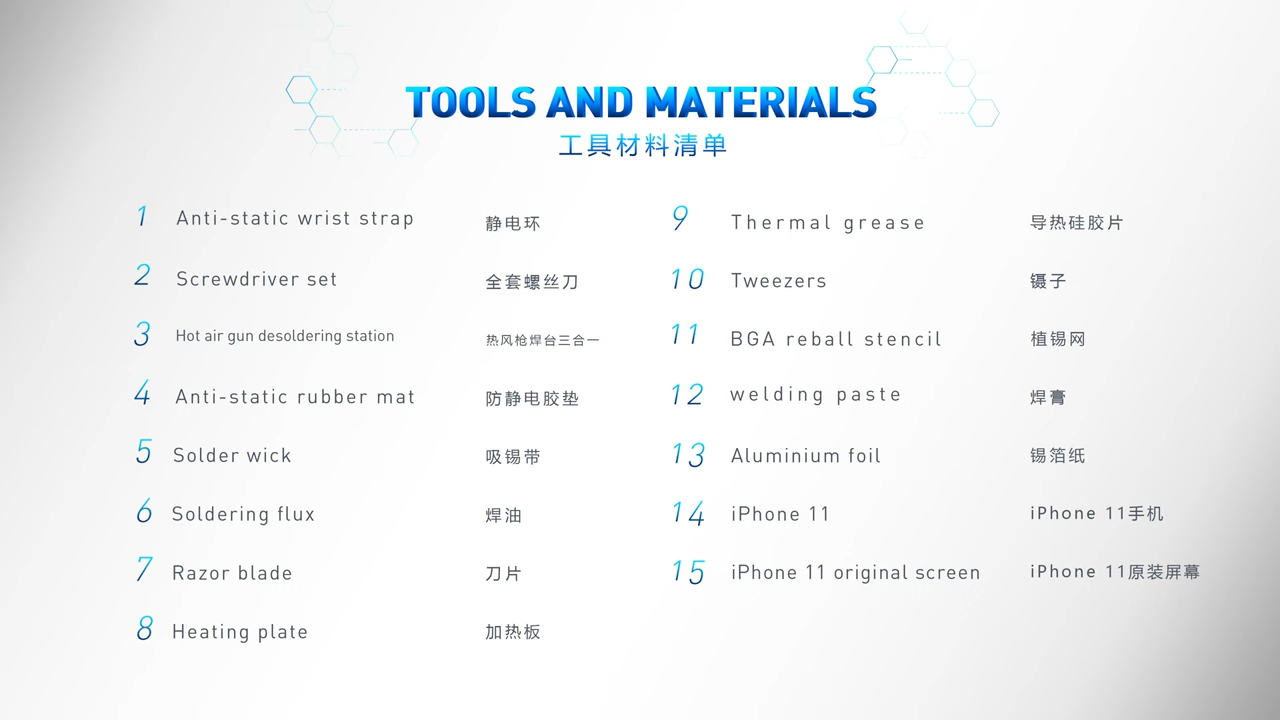 TOOLS AND MATERIALS
工具材料清单
1 Anti-static wrist strap 静电环
2 Screwdriver set 全套螺丝刀
3 Hot air gun desoldering station 热风枪焊台三合一
4 Anti-static rubber mat 防静电胶垫
5 Solder wick 吸锡带
6 Soldering flux 焊油
7 Razor blade 刀片
8 Heating plate 加热板
9 Thermal grease 导热硅胶片
10 Tweezers 镊子
11 BGA reball stencil 植锡网
12 welding paste 焊膏
13 Aluminium foil 锡箔纸
14 iPhone 11 iPhone 11手机
15 iPhone 11 original screen iPhone 11原装屏幕